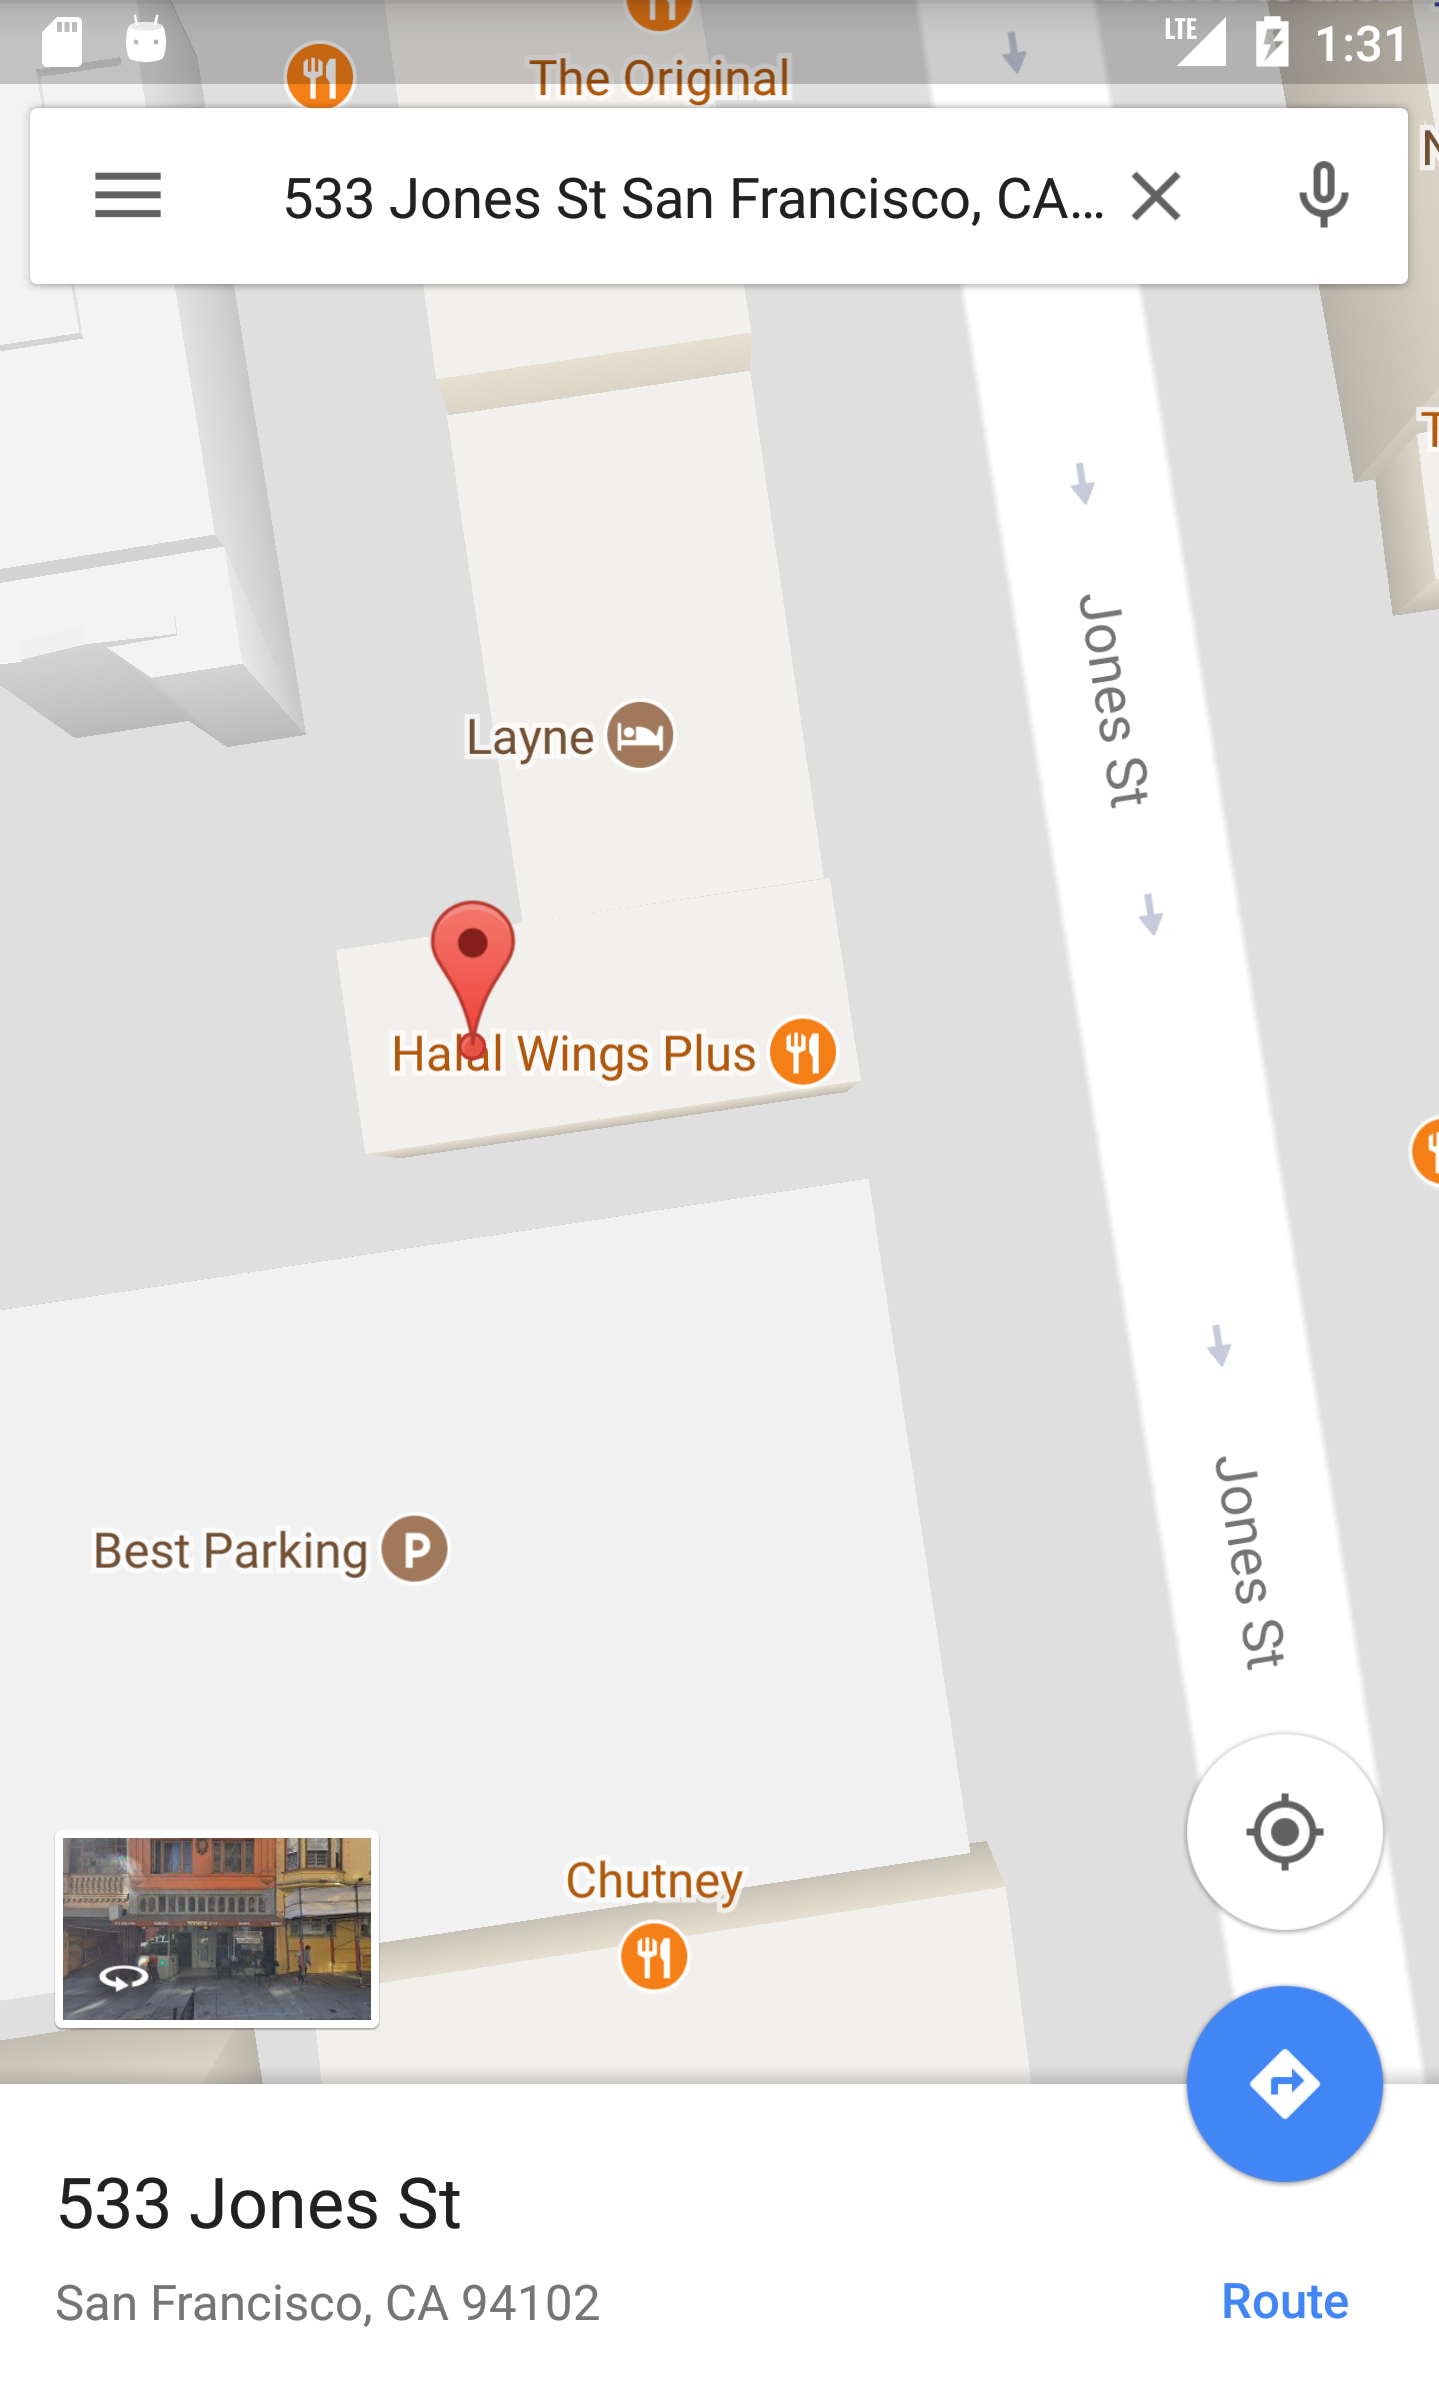 LTE 1:31
The Original
533 Jones St San Francisco, CA...
Jones St
Layne
Halal Wings Plus
Best Parking P
Jones St
Chutney
533 Jones St
San Francisco, CA 94102
Route